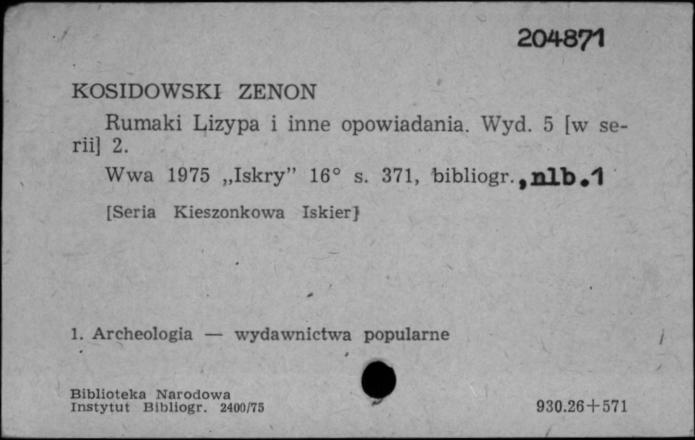 204871
KOSIDOWSKI ZENON
Rumaki Lizypa i inne opowiadania. Wyd. 5 [w se-
rii] 2.
Wwa 1975 „Iskry” 16° s. 371, bibliogr., nlb.1
[Seria Kieszonkowa Iskier]
1. Archeologia — wydawnictwa popularne
Biblioteka Narodowa
Instytut Bibliogr. 2400/75
930.26+571